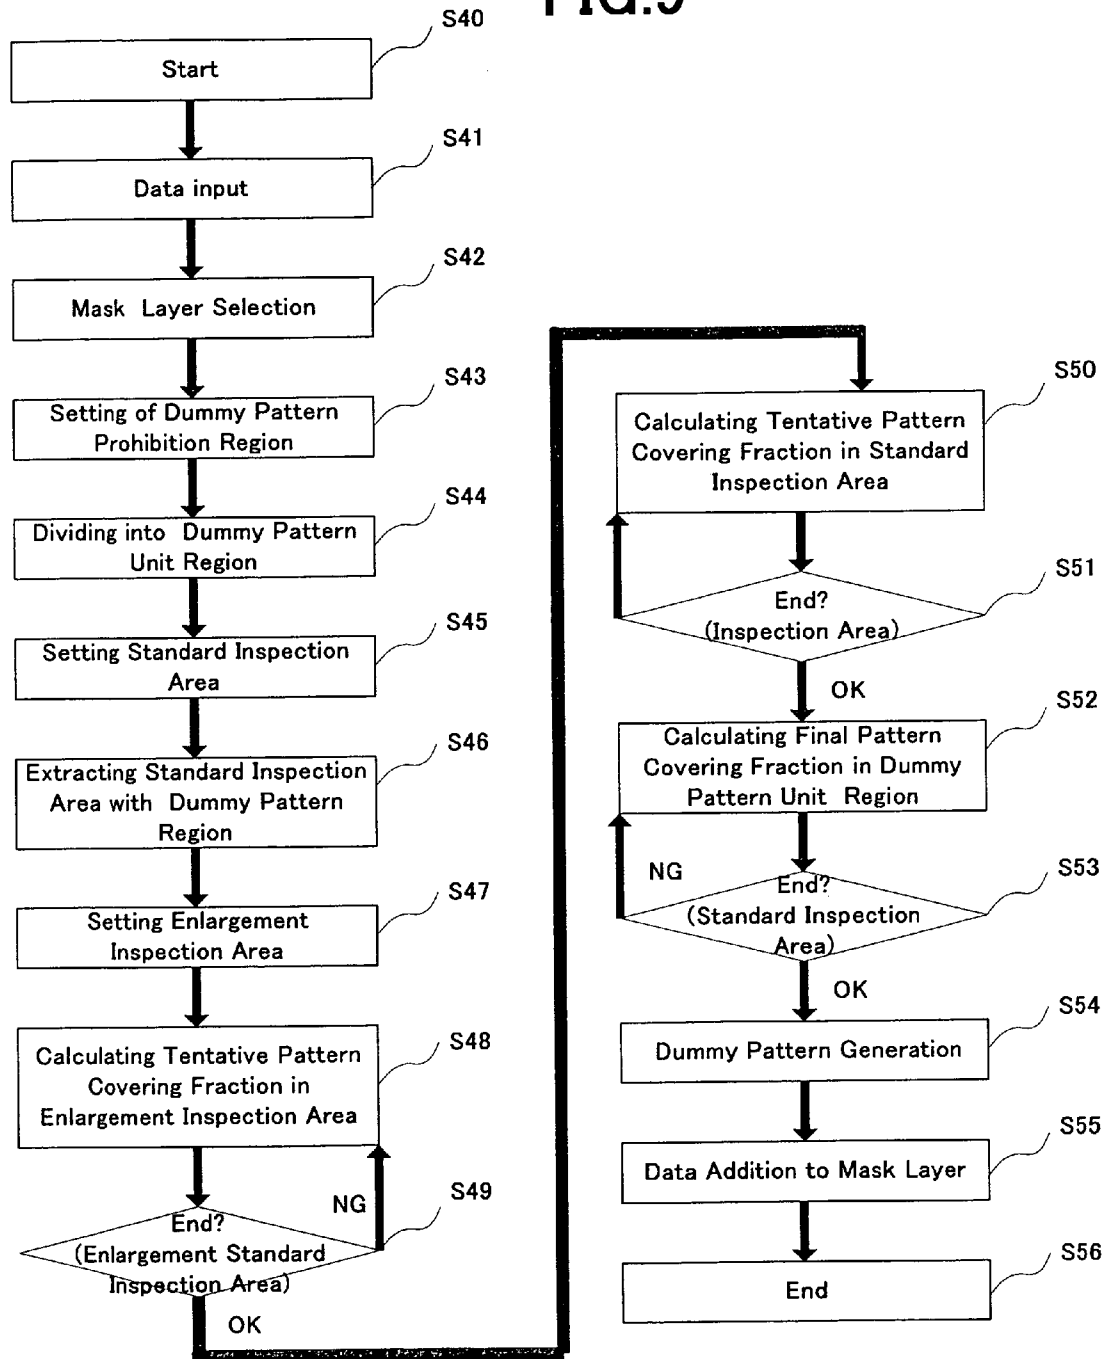 FIG.9
S40
Start
S41
Data input
S42
Mask Layer Selection
S43
Setting of Dummy Pattern
Prohibition Region
S44
Dividing into Dummy Pattern
Unit Region
S45
Setting Standard Inspection
Area
S46
Extracting Standard Inspection
Area with Dummy Pattern
Region
S47
Setting Enlargement
Inspection Area
S48
Calculating Tentative Pattern
Covering Fraction in
Enlargement Inspection Area
S49
NG
End?
(Enlargement Standard
Inspection Area)
OK
S50
Calculating Tentative Pattern
Covering Fraction in Standard
Inspection Area
S51
End?
(Inspection Area)
OK
S52
Calculating Final Pattern
Covering Fraction in Dummy
Pattern Unit Region
S53
NG
End?
(Standard Inspection
Area)
OK
S54
Dummy Pattern Generation
S55
Data Addition to Mask Layer
S56
End